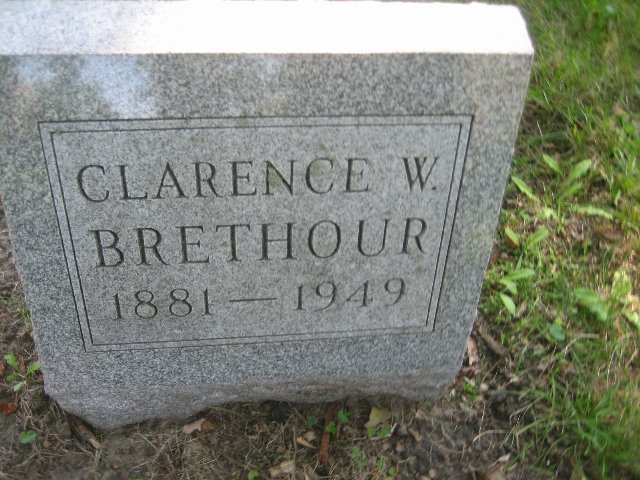 CLARENCE W.
BRETHOUR
1881 — 1949